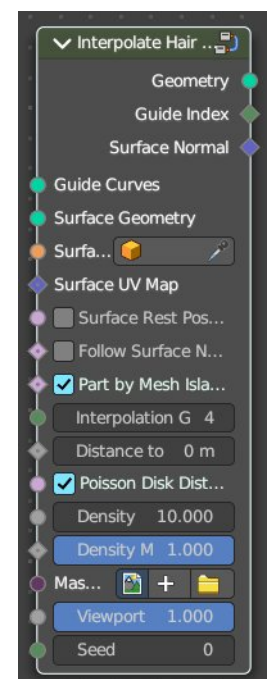 Interpolate Hair ..
Geometry
Guide Index
Surface Normal
Guide Curves
Surface Geometry
Surfa...
Surface UV Map
Surface Rest Pos...
Follow Surface N...
Part by Mesh Isla...
Interpolation G 4
Distance to 0 m
Poisson Disk Dist...
Density 10.000
Density M 1.000
Mas...
Viewport 1.000
Seed 0